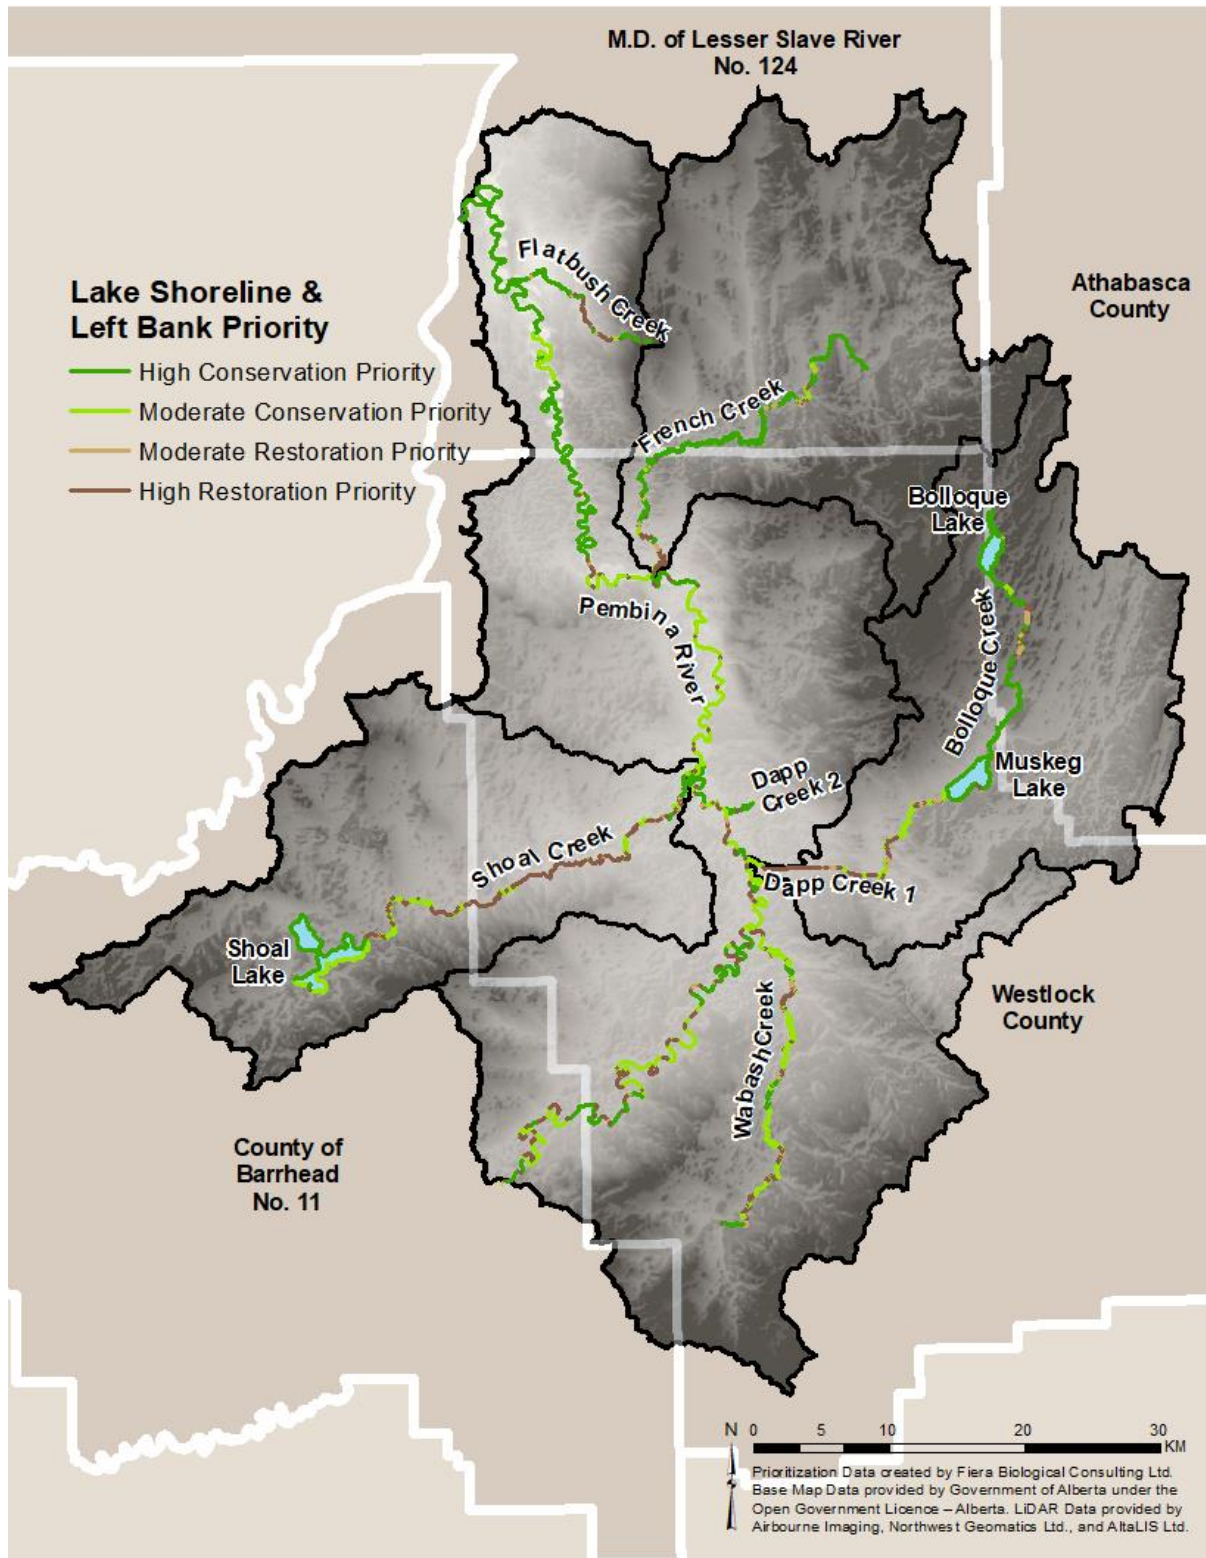 M.D. of Lesser Slave River
No. 124
Flatbush Creek
Athabasca
County
Lake Shoreline &
Left Bank Priority
High Conservation Priority
Moderate Conservation Priority
Moderate Restoration Priority
High Restoration Priority
French Creek
Bolloque
Lake
Pembina River
Bolloque Creek
Muskeg
Lake
Dapp
Creek 2
Shoal Creek
Dapp Creek 1
Shoal
Lake
Westlock
County
Wabash Creek
County of
Barrhead
No. 11
N 0 5 10 20 30
KM
Prioritization Data created by Fiera Biological Consulting Ltd.
Base Map Data provided by Government of Alberta under the
Open Government Licence – Alberta. LiDAR Data provided by
Airbourne Imaging, Northwest Geomatics Ltd., and AltaLIS Ltd.